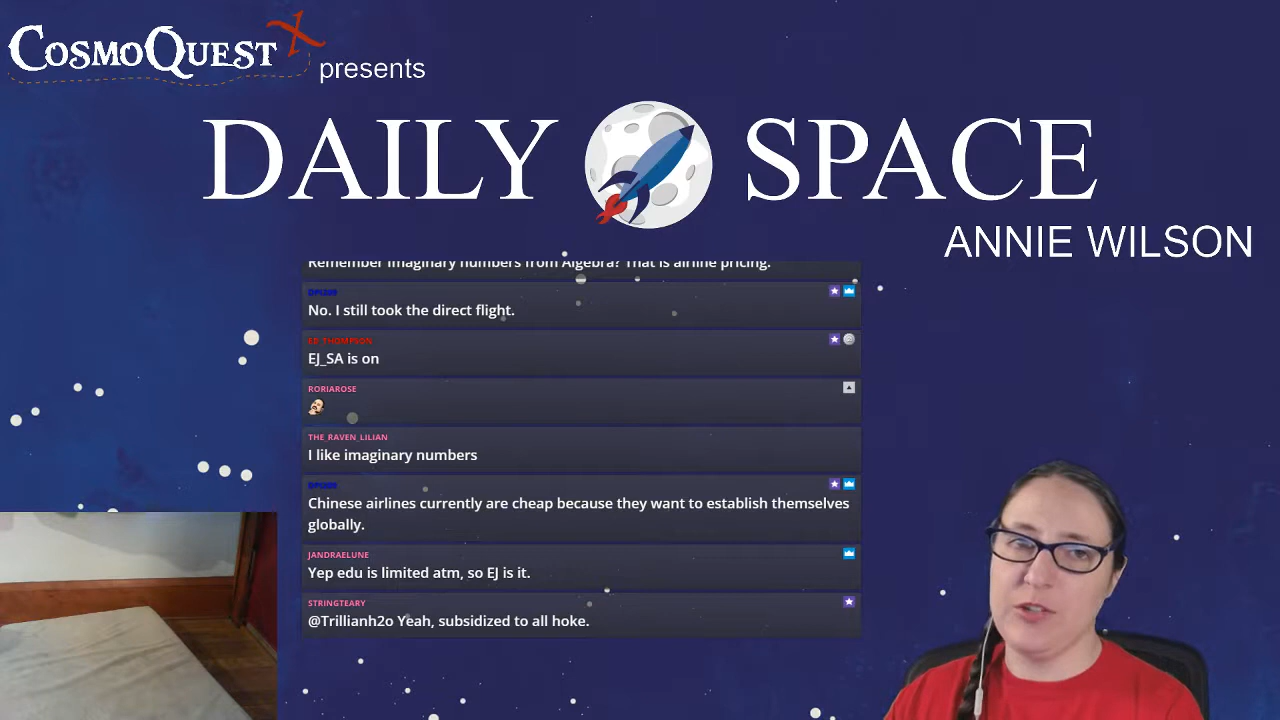 COSMOQUEST X
presents
DAILY SPACE
ANNIE WILSON
Remember imaginary numbers from Algebra? That is airline pricing.
No. I still took the direct flight.
ED_THOMPSON
EJ_SA is on
RORIAROSE
THE_RAVEN_LILIAN
I like imaginary numbers
Chinese airlines currently are cheap because they want to establish themselves
globally.
JANDRAELUNE
Yep edu is limited atm, so EJ is it.
STRINGTEARY
@Trillianh2o Yeah, subsidized to all hoke.